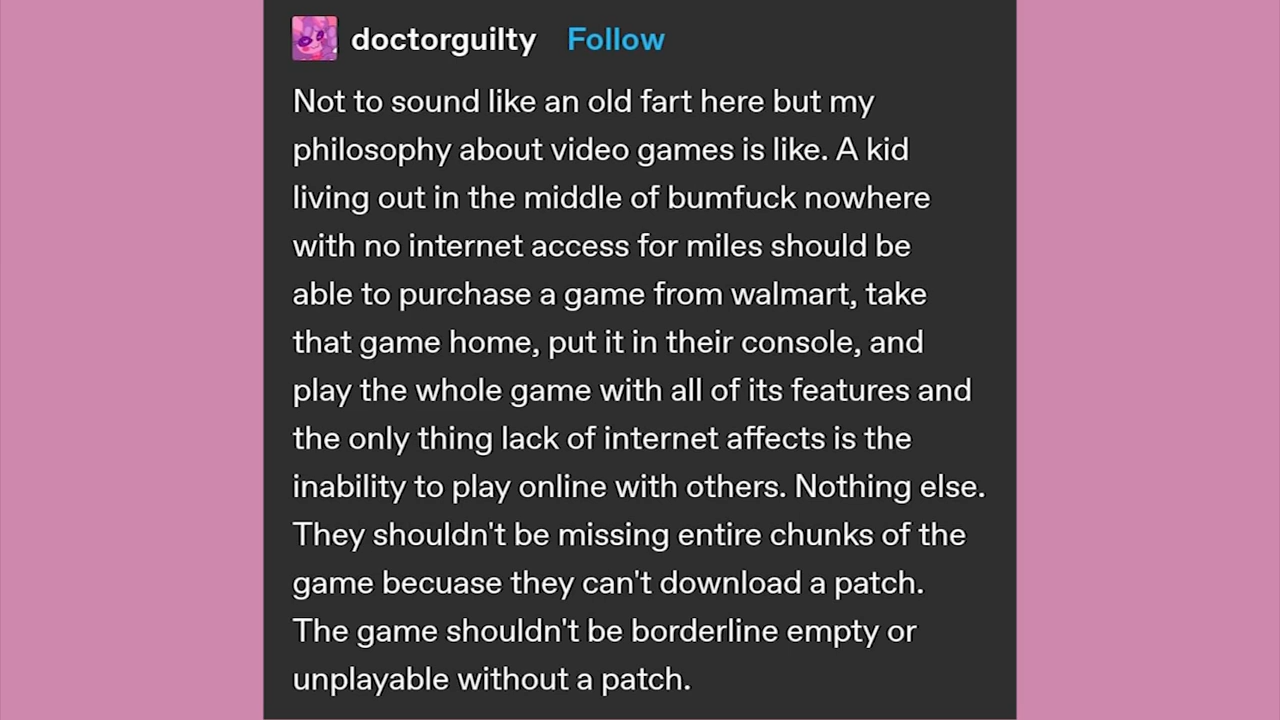 doctorguilty Follow
Not to sound like an old fart here but my
philosophy about video games is like. A kid
living out in the middle of bumfuck nowhere
with no internet access for miles should be
able to purchase a game from walmart, take
that game home, put it in their console, and
play the whole game with all of its features and
the only thing lack of internet affects is the
inability to play online with others. Nothing else.
They shouldn't be missing entire chunks of the
game becuase they can't download a patch.
The game shouldn't be borderline empty or
unplayable without a patch.